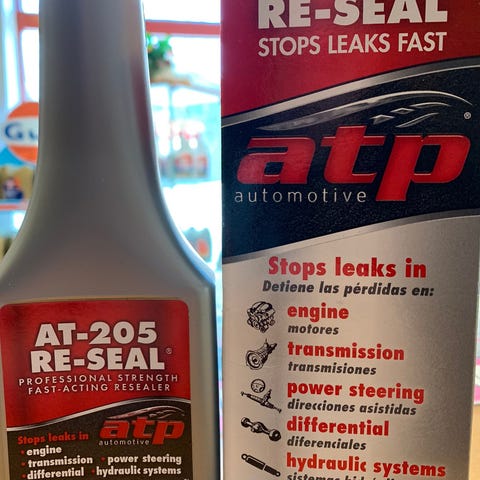 Gu
AT-205
RE-SEAL®
PROFESSIONAL STRENGTH
FAST-ACTING RESEALER
atp
automotive
Stops leaks in
• engine
• transmission • power steering
• differential • hydraulic systems
RE-SEAL
STOPS LEAKS FAST
atp®
automotive
Stops leaks in
Detiene las pérdidas en:
engine
motores
transmission
transmisiones
power steering
direcciones asistidas
differential
diferenciales
hydraulic systems
sistemas